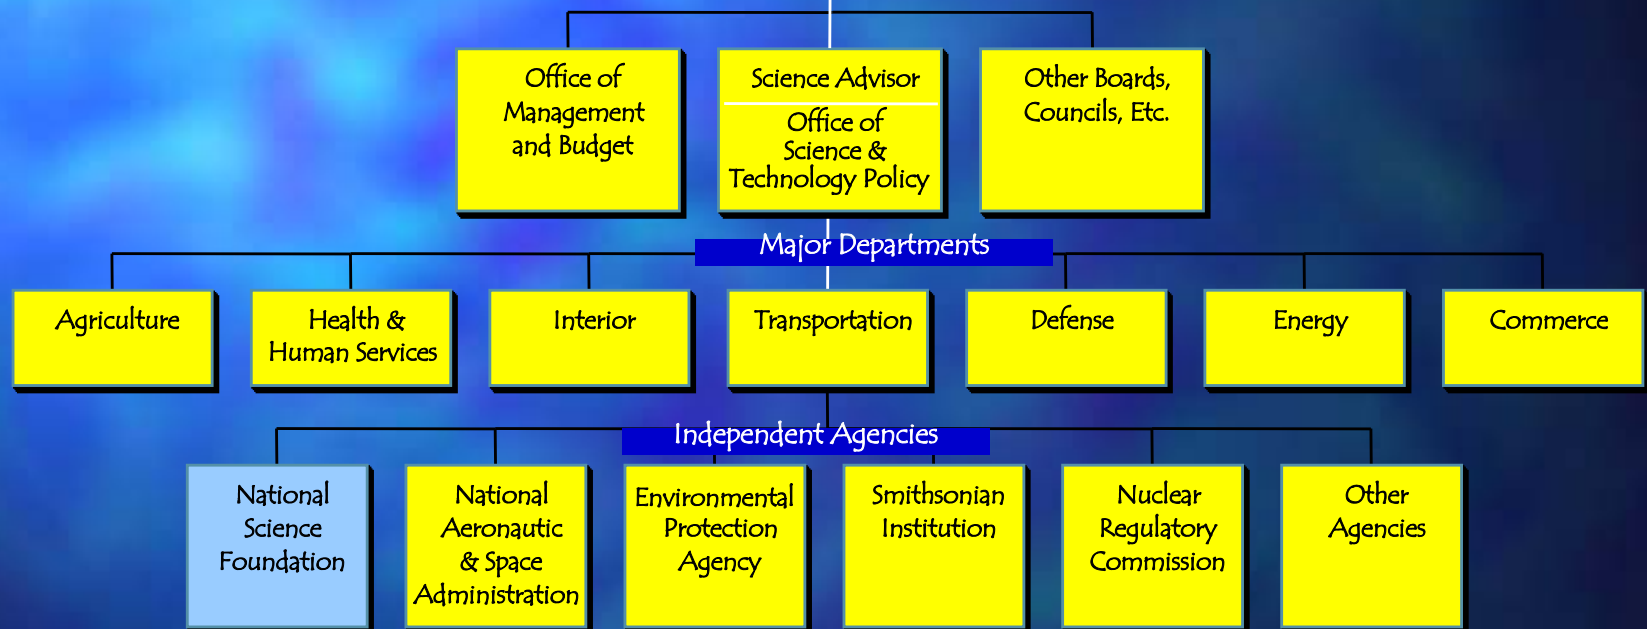 Office of
Management
and Budget
Science Advisor
Office of
Science &
Technology Policy
Other Boards,
Councils, Etc.
Major Departments
Agriculture
Health &
Human Services
Interior
Transportation
Defense
Energy
Commerce
Independent Agencies
National
Science
Foundation
National
Aeronautic
& Space
Administration
Environmental
Protection
Agency
Smithsonian
Institution
Nuclear
Regulatory
Commission
Other
Agencies